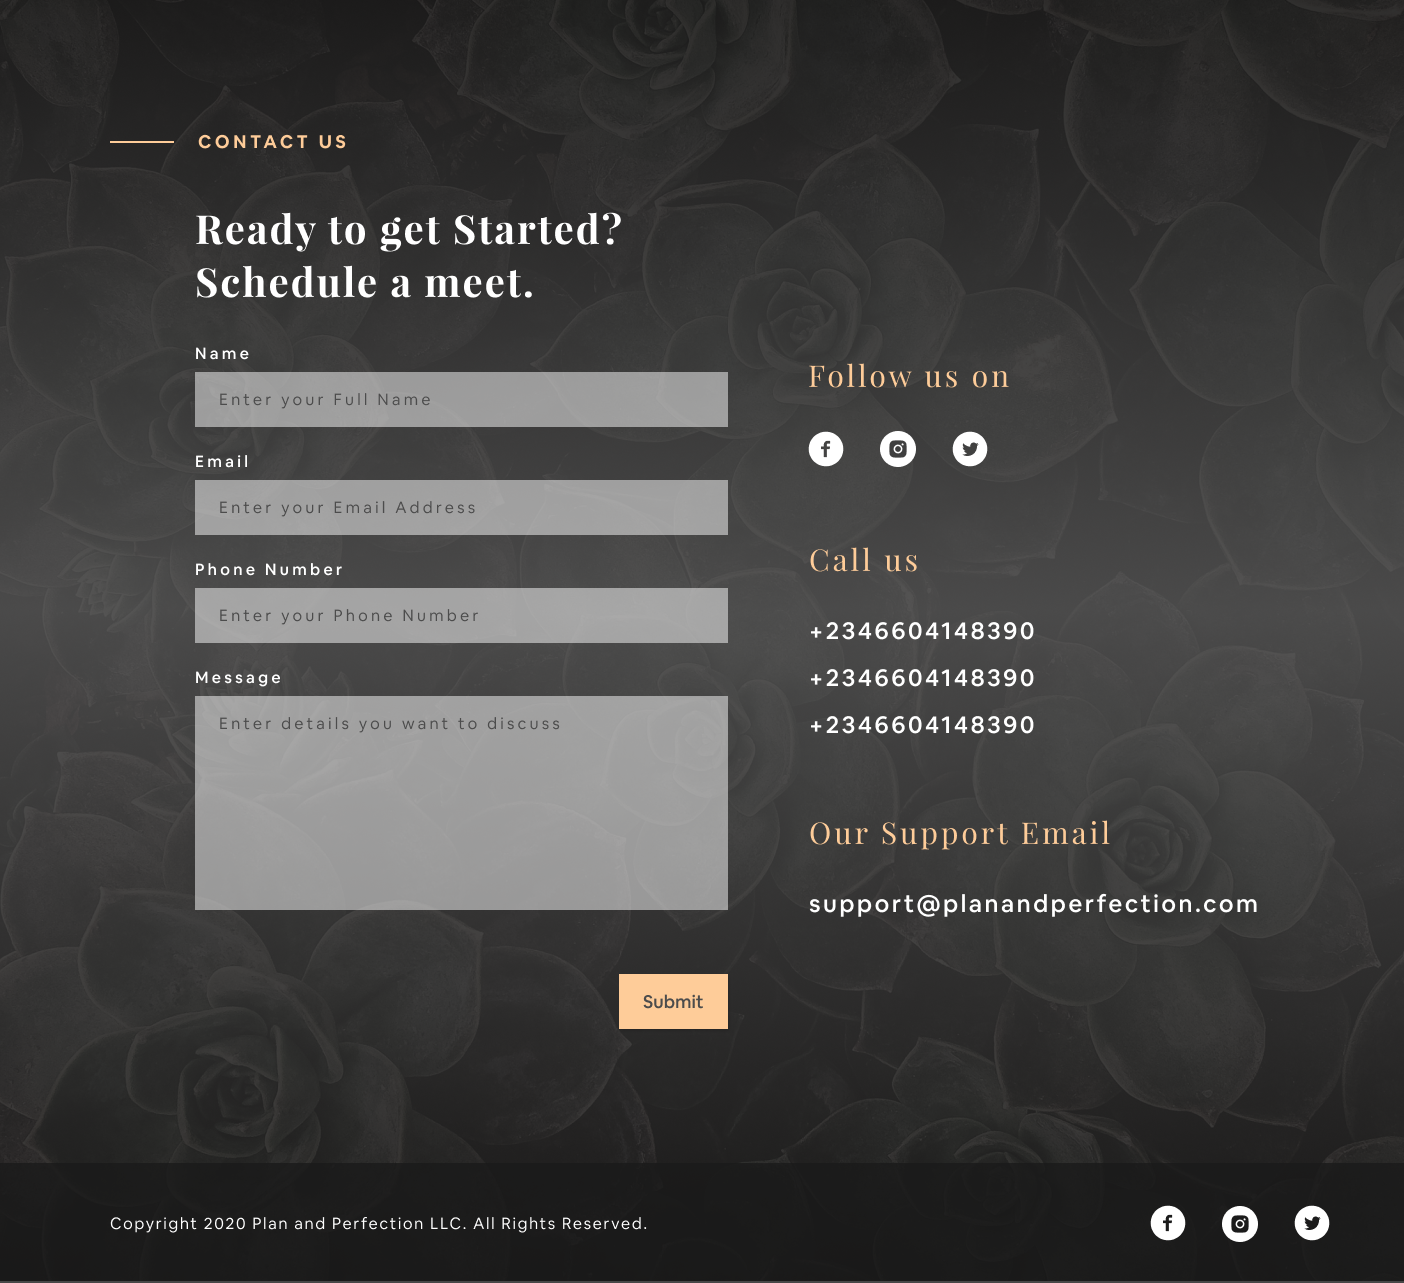 CONTACT US
Ready to get Started?
Schedule a meet.
Name
Enter your Full Name
Email
Enter your Email Address
Phone Number
Enter your Phone Number
Message
Enter details you want to discuss
Submit
Follow us on
Call us
+2346604148390
+2346604148390
+2346604148390
Our Support Email
support@planandperfection.com
Copyright 2020 Plan and Perfection LLC. All Rights Reserved.